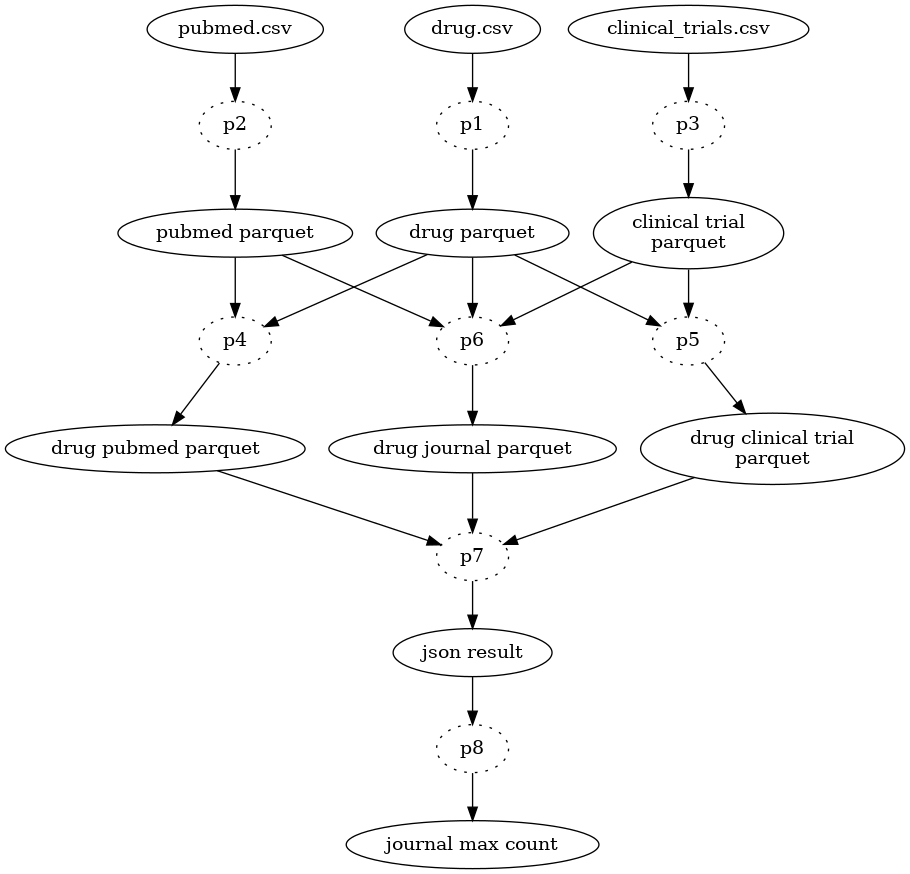 pubmed.csv
drug.csv
clinical_trials.csv
p2
p1
p3
pubmed parquet
drug parquet
clinical trial
parquet
p4
p6
p5
drug pubmed parquet
drug journal parquet
drug clinical trial
parquet
p7
json result
p8
journal max count